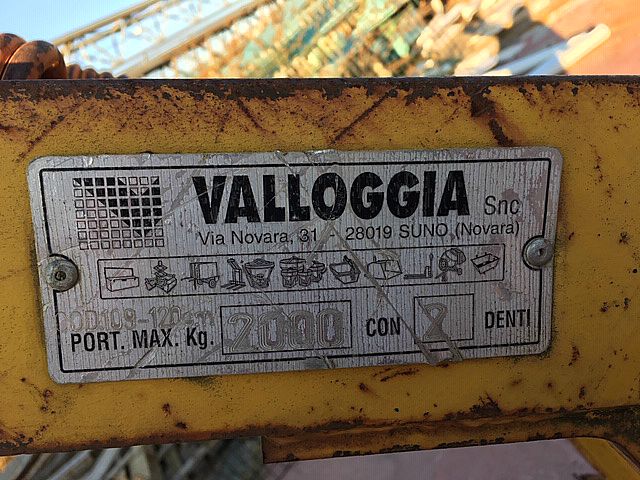 VALLOGGIA Snc
Via Novara, 31 - 28019 SUNO (Novara)
PORT. MAX. Kg. 2000 CON 2 DENTI